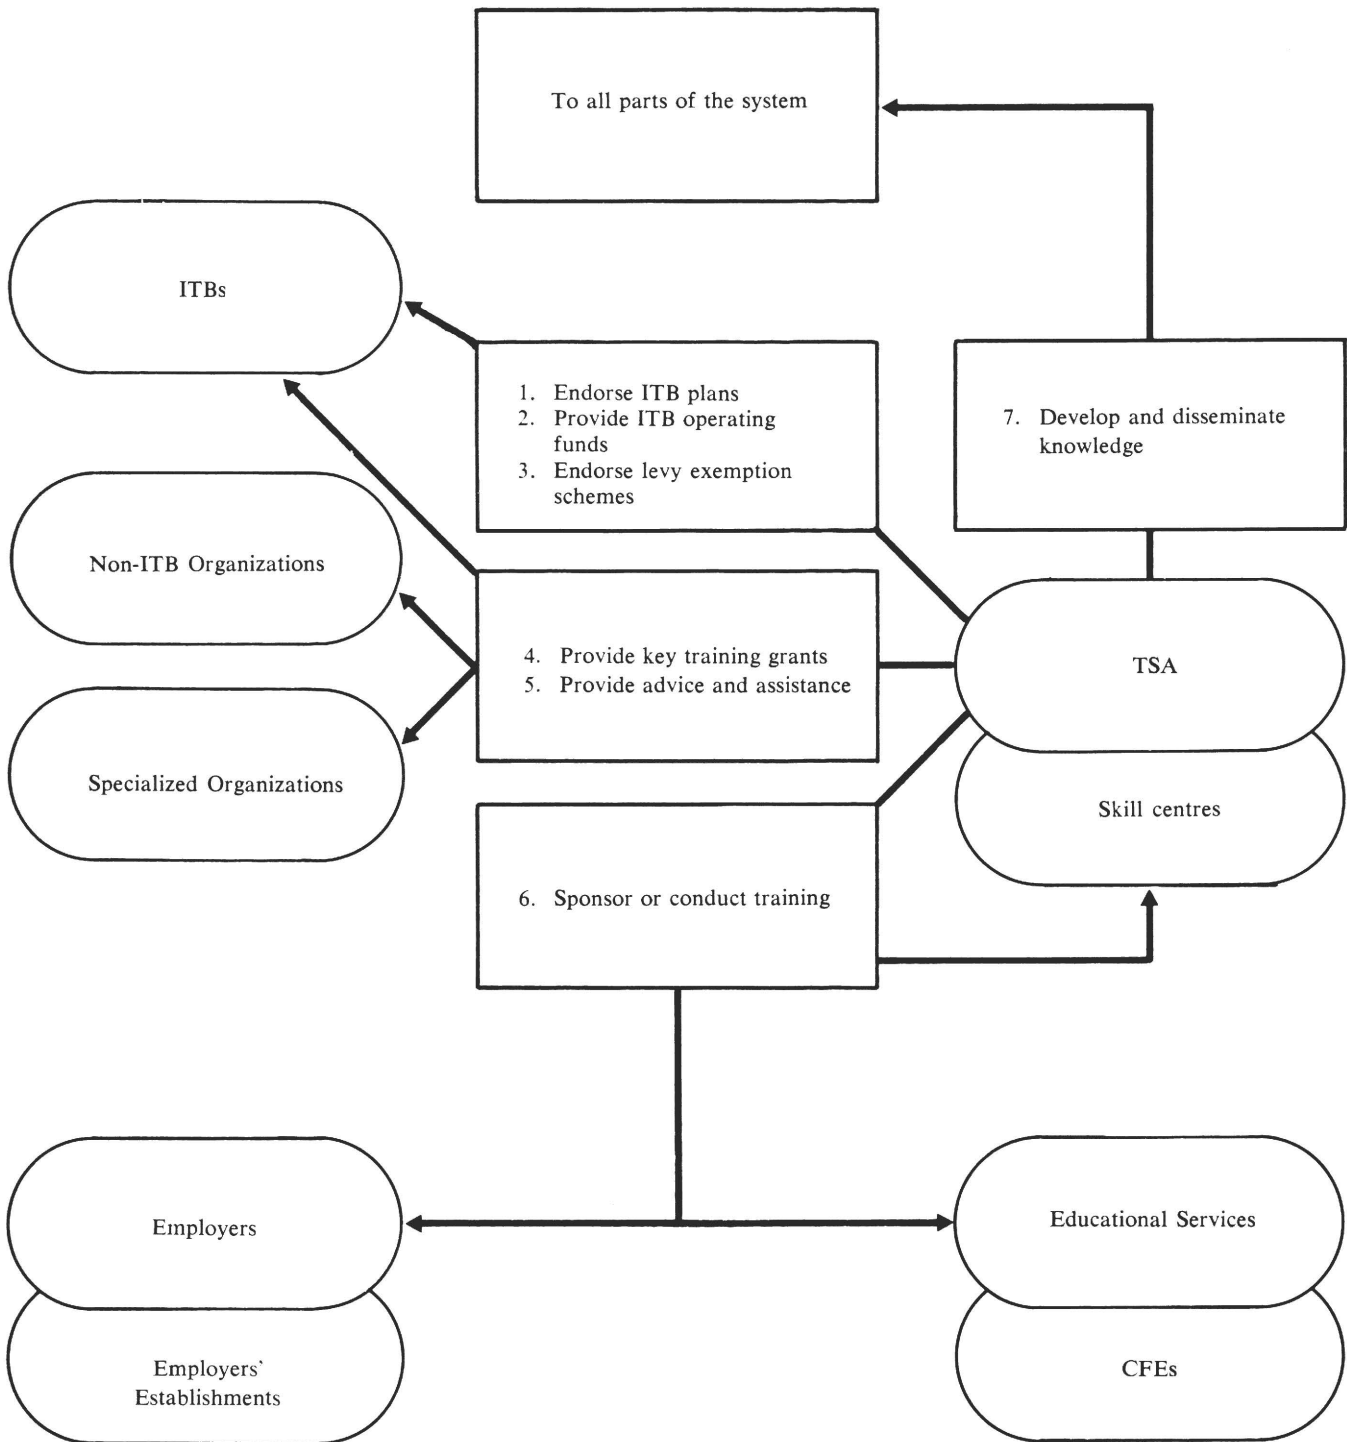 To all parts of the system
ITBs
1. Endorse ITB plans
2. Provide ITB operating
funds
3. Endorse levy exemption
schemes
7. Develop and disseminate
knowledge
Non-ITB Organizations
4. Provide key training grants
5. Provide advice and assistance
TSA
Specialized Organizations
Skill centres
6. Sponsor or conduct training
Employers
Educational Services
Employers'
Establishments
CFEs